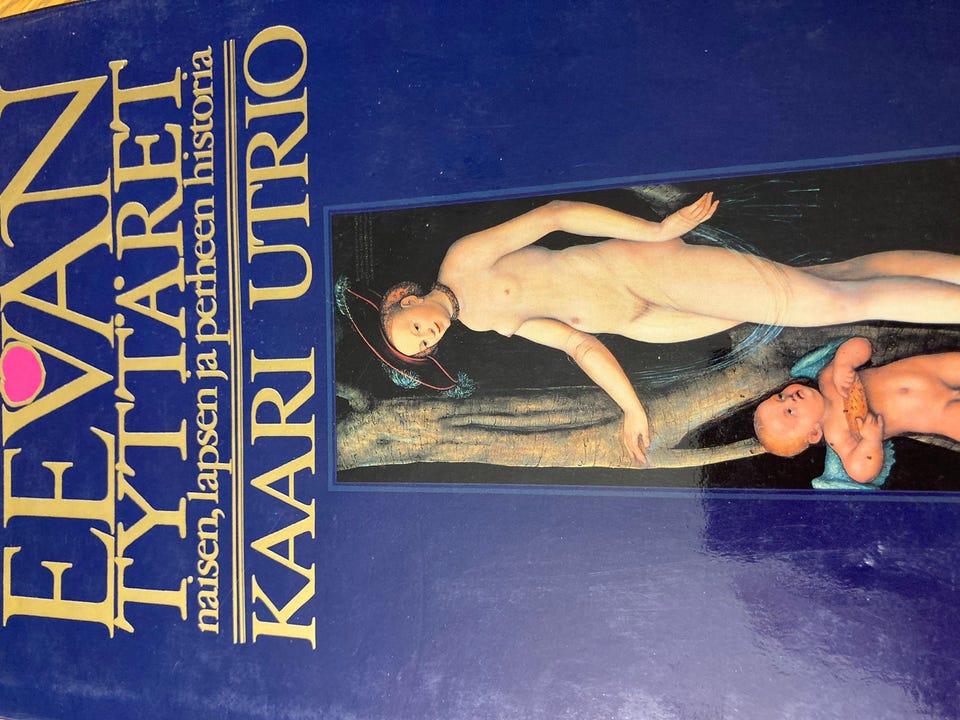 EEVAN
TYTTÄRET
naisen, lapsen ja perheen historia
KAARI UTRIO